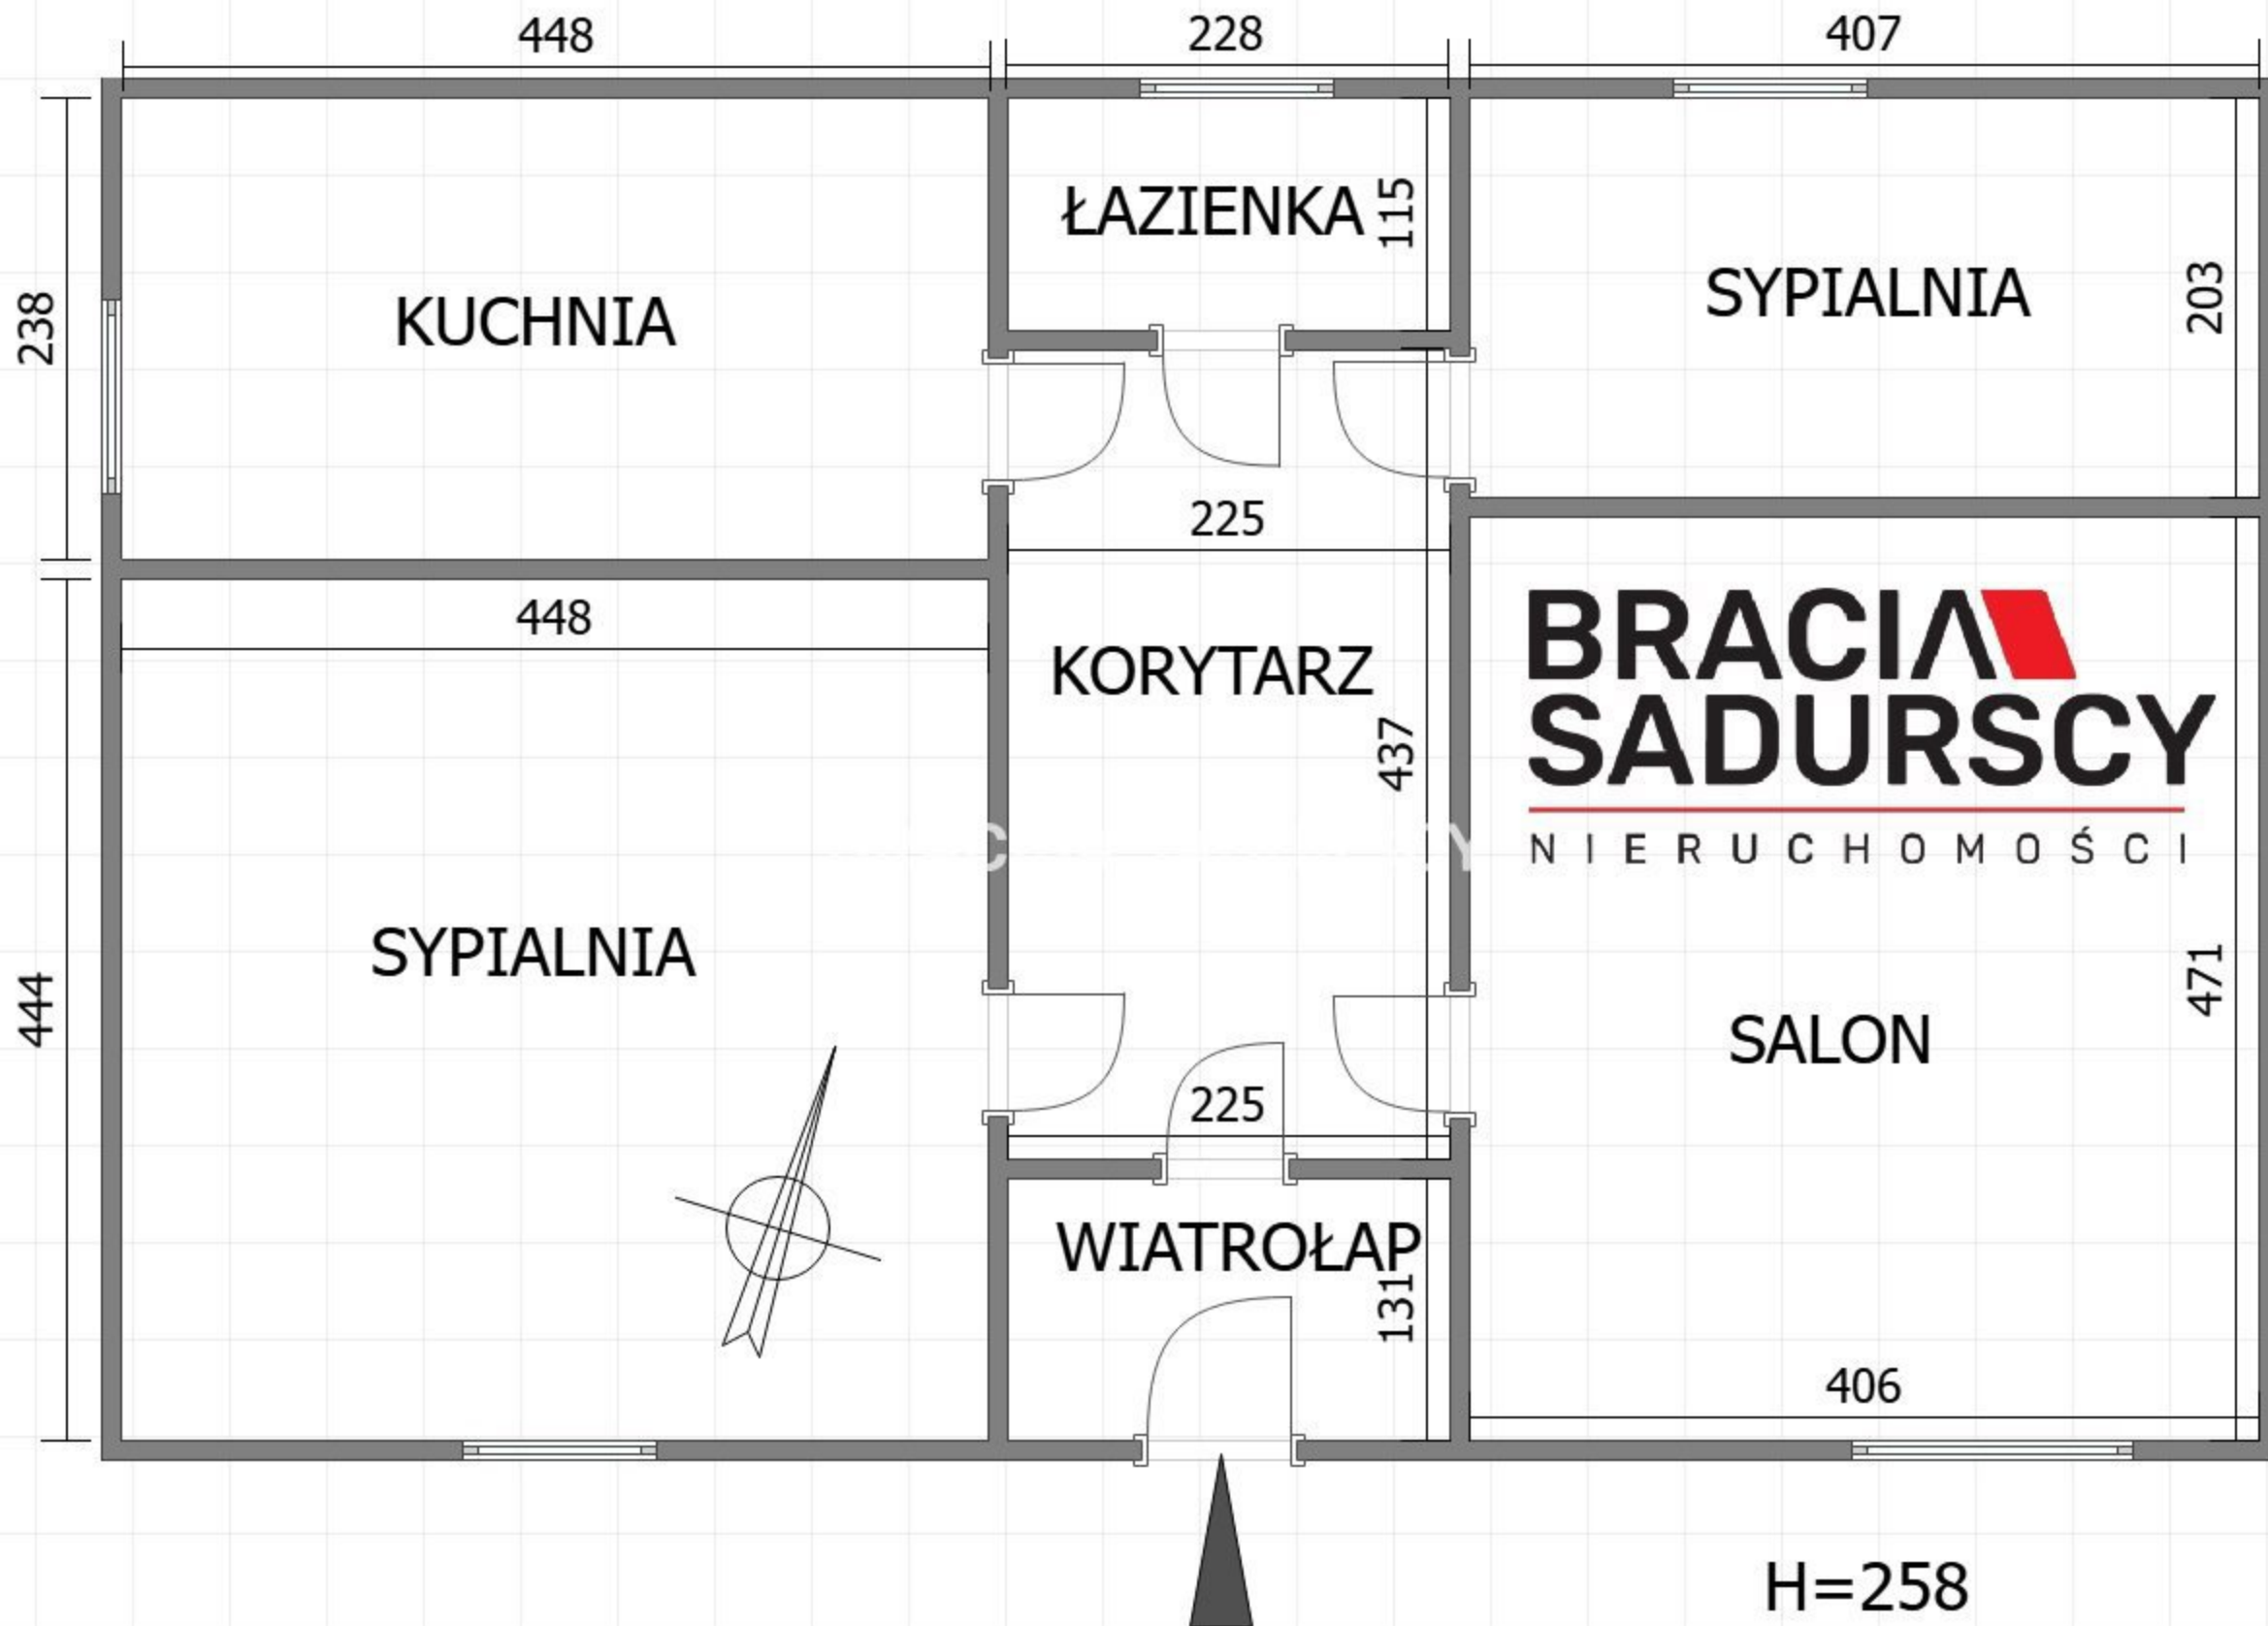 448
228
407
ŁAZIENKA
115
SYPIALNIA
203
KUCHNIA
238
225
448
KORYTARZ
437
BRACIA
SADURSCY
NIERUCHOMOŚCI
SYPIALNIA
444
471
SALON
225
WIATROŁAP
131
406
H=258